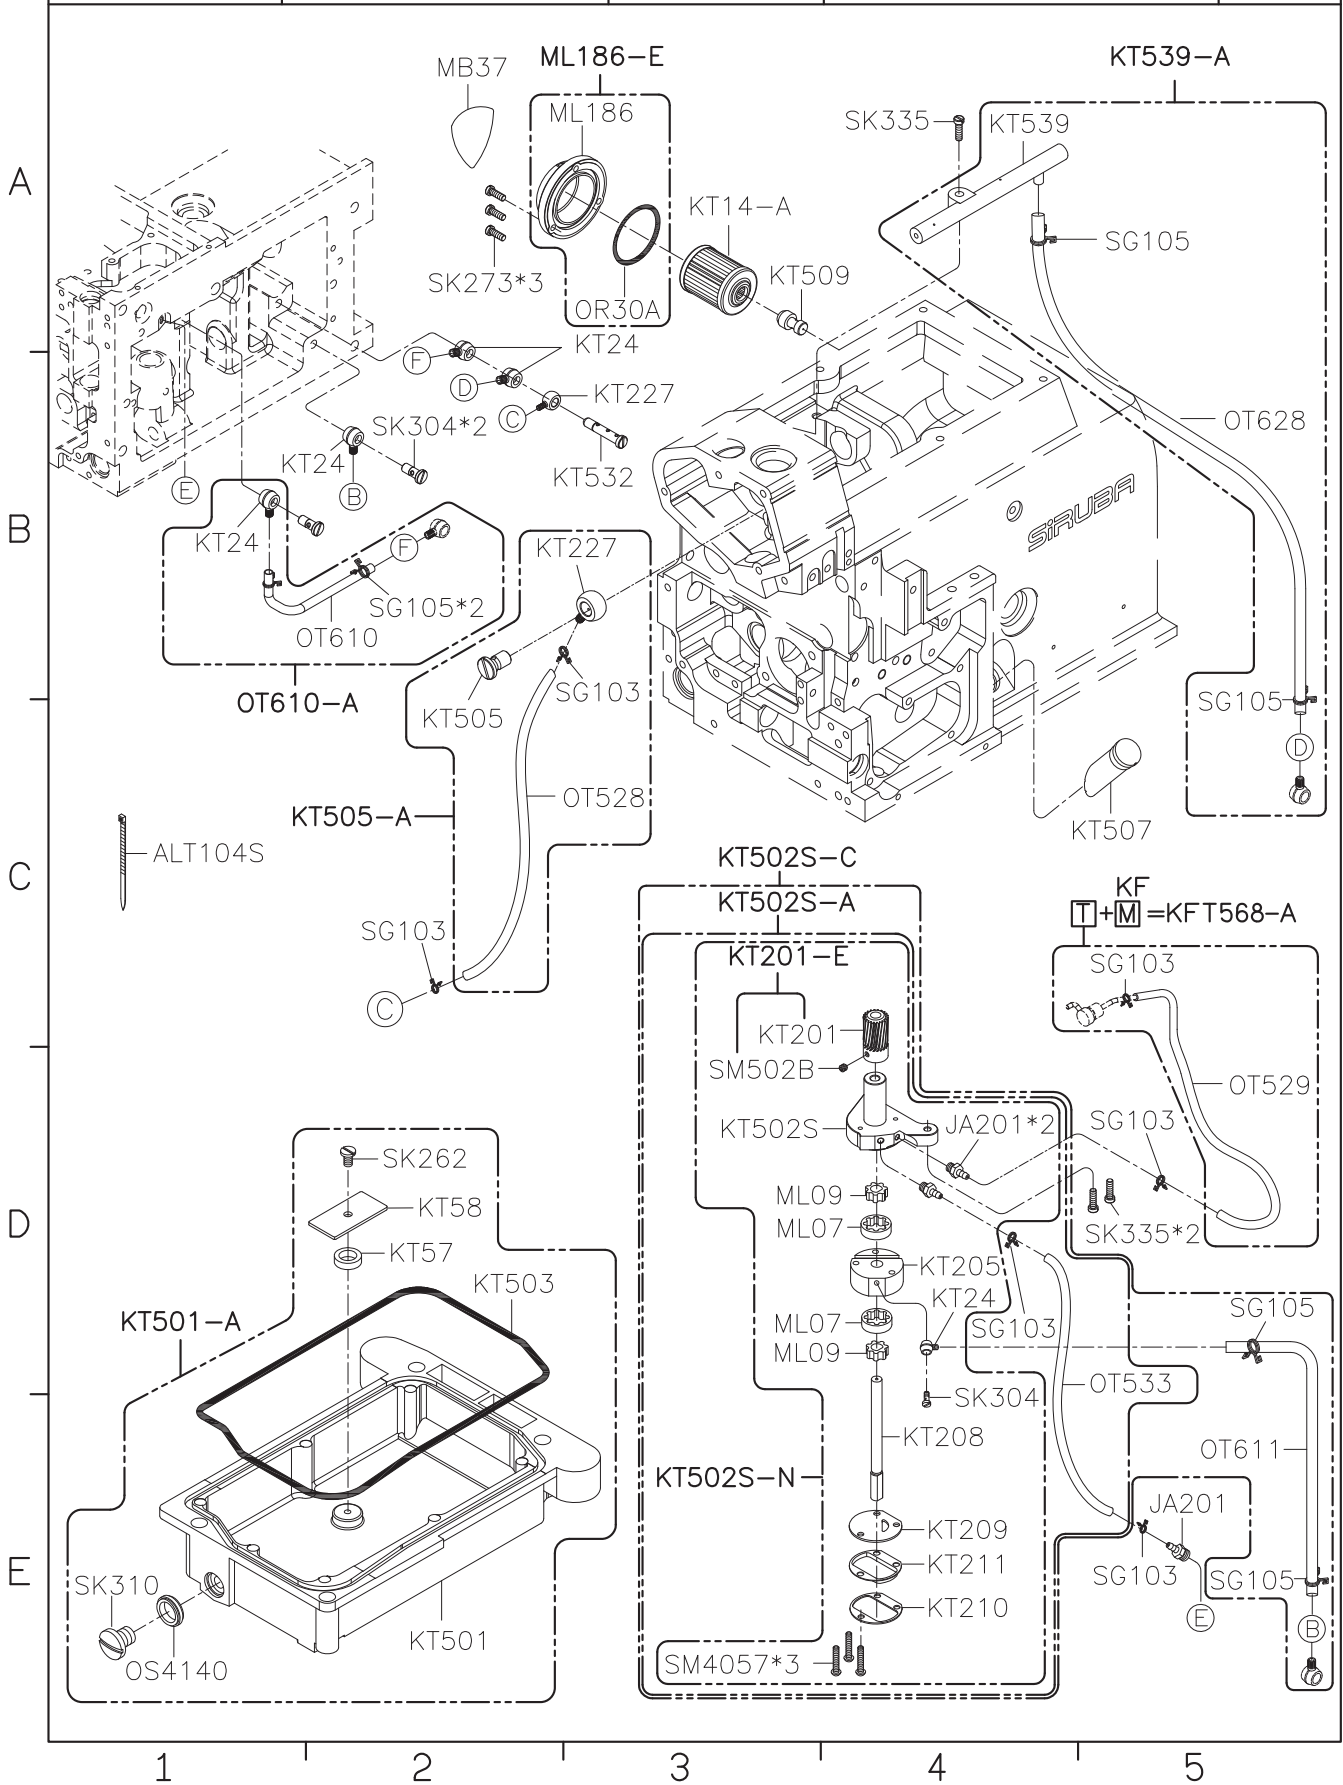 ML186-E
KT539-A
MB37
ML186
SK335
KT539
A
KT14-A
SG105
SK273*3
OR30A
KT509
KT24
F
D
KT227
C
SK304*2
KT24
KT532
OT628
E
B
B
SiRUBA
KT24
F
KT227
SG105*2
OT610
SG103
OT610-A
KT505
SG105
D
OT528
KT505-A
KT507
ALT104S
C
KT502S-C
KF
KT502S-A
T+M=KFT568-A
SG103
KT201-E
SG103
C
KT201
SM502B
OT529
KT502S
JA201*2
SG103
SK262
ML09
KT58
D
ML07
SK335*2
KT57
KT205
KT503
KT24
SG105
KT501-A
ML07
SG103
ML09
OT533
SK304
KT208
OT611
KT502S-N
JA201
KT209
KT211
E
SG103
SG105
SK310
KT210
E
B
KT501
OS4140
SM4057*3
1
2
3
4
5